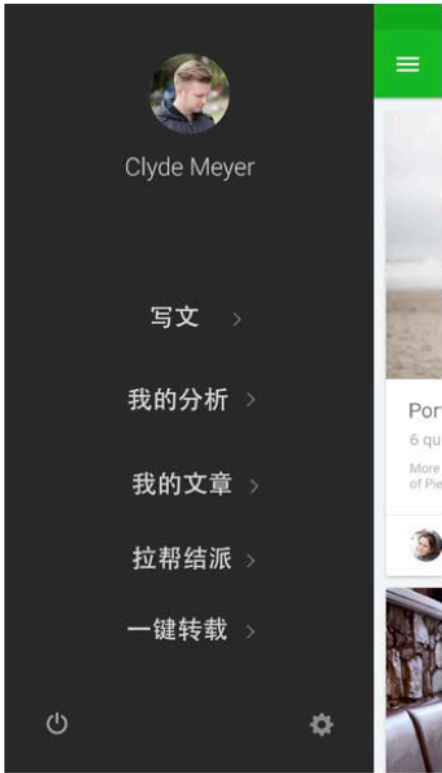 Clyde Meyer
写文
我的分析
我的文章
拉帮结派
一键转载
Por
6 qu
More
of Pie